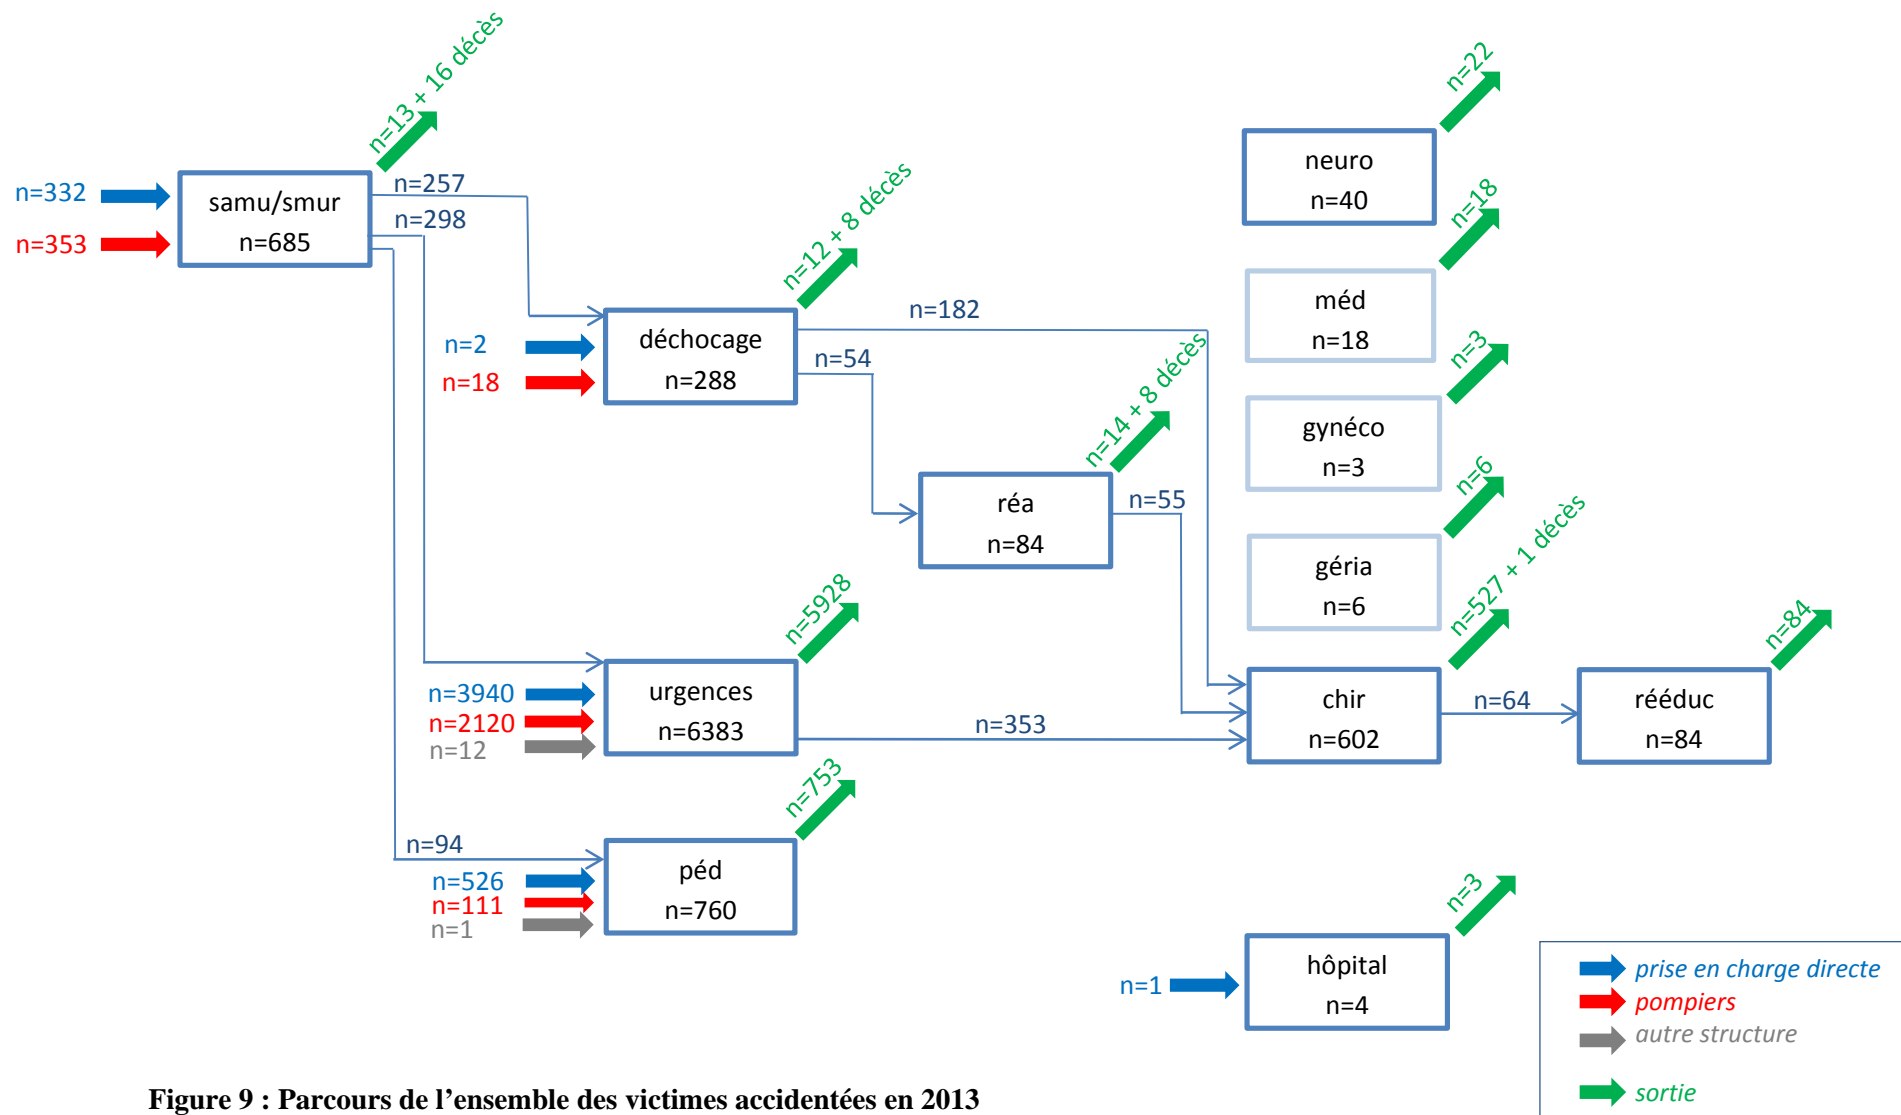 n=13 + 16 décès
n=332
n=353
samu/smur
n=685
n=257
n=298
n=94
n=12 + 8 décès
n=2
n=18
déchocage
n=288
n=182
n=54
n=14 + 8 décès
réa
n=84
n=55
n=22
neuro
n=40
n=18
méd
n=18
n=3
gynéco
n=3
n=6
géria
n=6
n=5928
n=3940
n=2120
n=12
urgences
n=6383
n=353
n=527 + 1 décès
chir
n=602
n=64
n=84
rééduc
n=84
n=753
n=526
n=111
n=1
péd
n=760
n=3
n=1
hôpital
n=4
prise en charge directe
pompiers
autre structure
sortie
Figure 9 : Parcours de l’ensemble des victimes accidentées en 2013